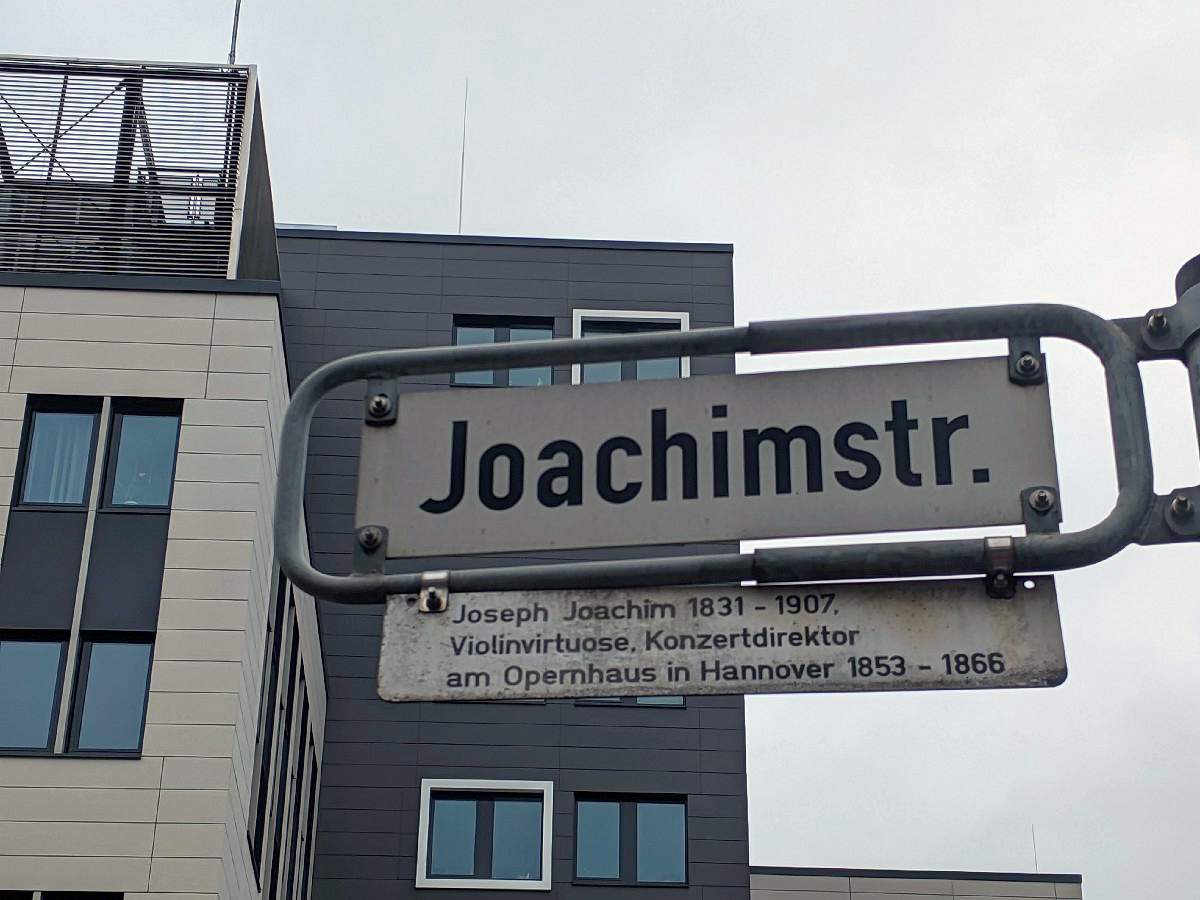 Joachimstr.
Joseph Joachim 1831 - 1907,
Violinvirtuose, Konzertdirektor
am Opernhaus in Hannover 1853 - 1866